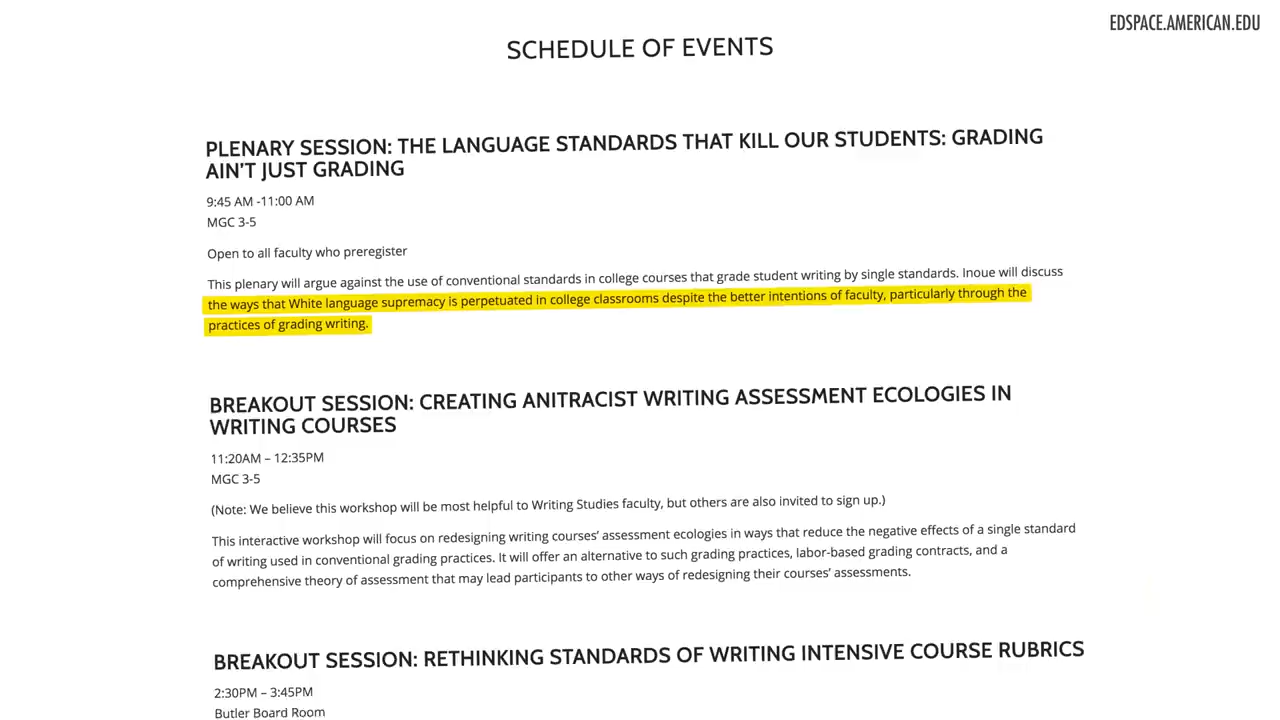 EDSPACE.AMERICAN.EDU
SCHEDULE OF EVENTS
PLENARY SESSION: THE LANGUAGE STANDARDS THAT KILL OUR STUDENTS: GRADING
AIN'T JUST GRADING
9:45 AM -11:00 AM
MGC 3-5
Open to all faculty who preregister
This plenary will argue against the use of conventional standards in college courses that grade student writing by single standards. Inoue will discuss
the ways that White language supremacy is perpetuated in college classrooms despite the better intentions of faculty, particularly through the
practices of grading writing.
BREAKOUT SESSION: CREATING ANITRACIST WRITING ASSESSMENT ECOLOGIES IN
WRITING COURSES
11:20AM – 12:35PM
MGC 3-5
(Note: We believe this workshop will be most helpful to Writing Studies faculty, but others are also invited to sign up.)
This interactive workshop will focus on redesigning writing courses' assessment ecologies in ways that reduce the negative effects of a single standard
of writing used in conventional grading practices. It will offer an alternative to such grading practices, labor-based grading contracts, and a
comprehensive theory of assessment that may lead participants to other ways of redesigning their courses' assessments.
BREAKOUT SESSION: RETHINKING STANDARDS OF WRITING INTENSIVE COURSE RUBRICS
2:30PM – 3:45PM
Butler Board Room